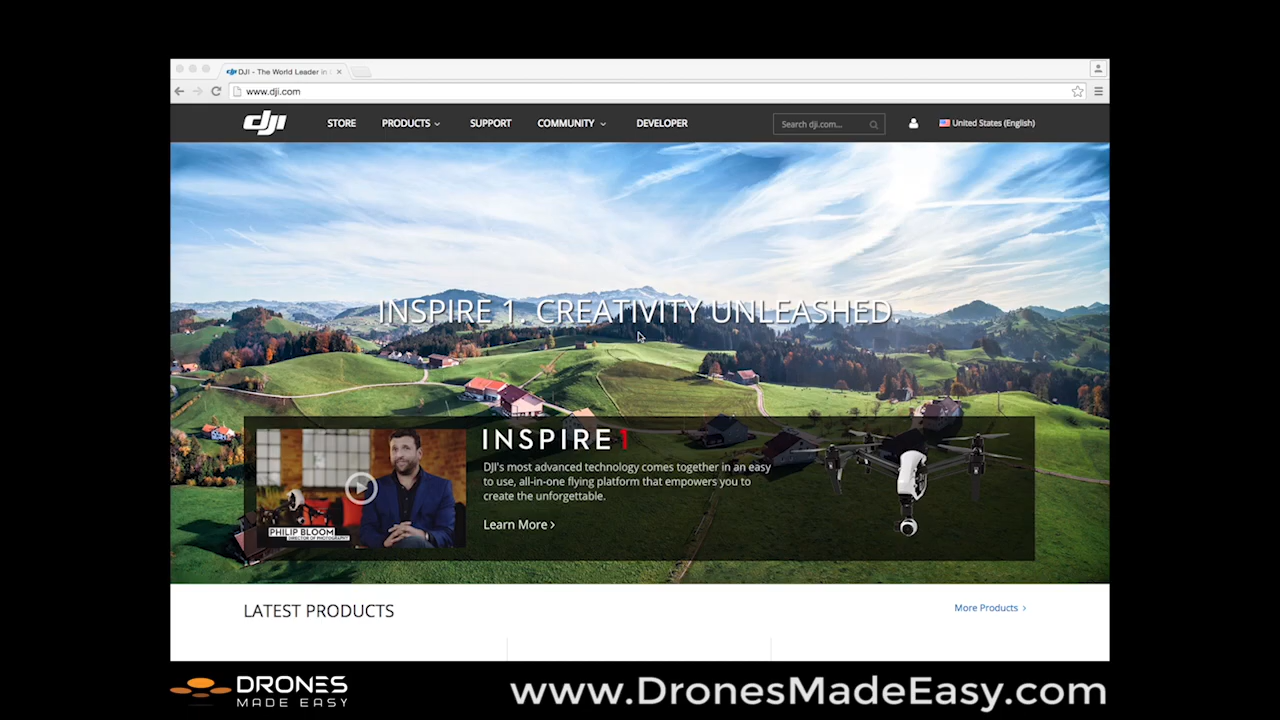 DJI - The World Leader in
www.dji.com
dji
STORE
PRODUCTS
SUPPORT
COMMUNITY
DEVELOPER
Search dji.com...
United States (English)
INSPIRE 1. CREATIVITY UNLEASHED.
INSPIRE 1
DJI's most advanced technology comes together in an easy
to use, all-in-one flying platform that empowers you to
create the unforgettable.
Learn More >
PHILIP BLOOM
DIRECTOR OF PHOTOGRAPHY
LATEST PRODUCTS
More Products >
DRONES
MADE EASY
www.DronesMadeEasy.com